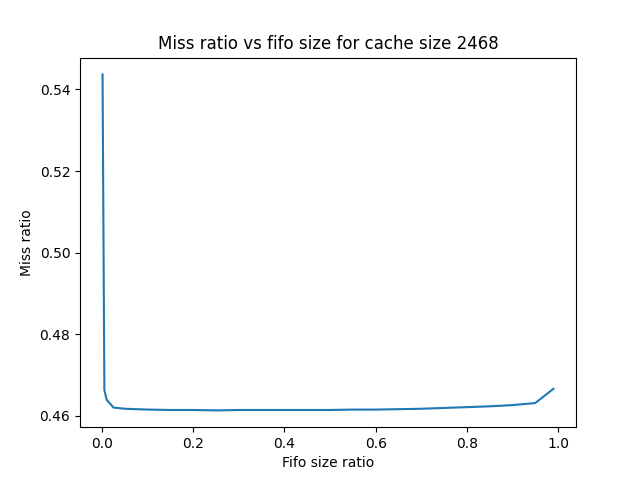 Miss ratio vs fifo size for cache size 2468
0.54
0.52
0.50
0.48
0.46
Miss ratio
0.0 0.2 0.4 0.6 0.8 1.0
Fifo size ratio